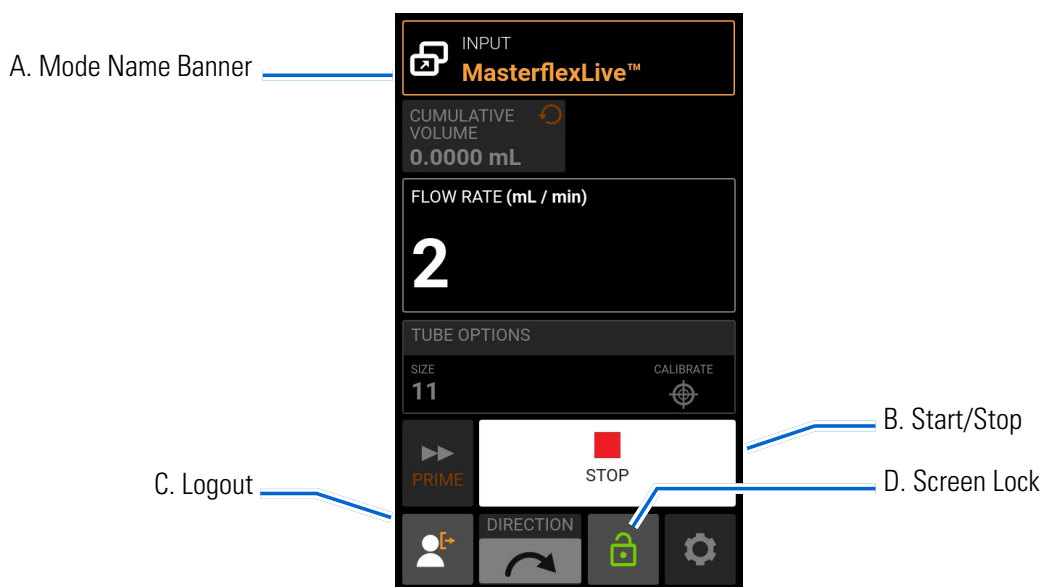 A. Mode Name Banner
INPUT
MasterflexLive™
CUMULATIVE
VOLUME
0.0000 mL
FLOW RATE (mL / min)
2
TUBE OPTIONS
SIZE
11
CALIBRATE
B. Start/Stop
PRIME
STOP
C. Logout
D. Screen Lock
DIRECTION